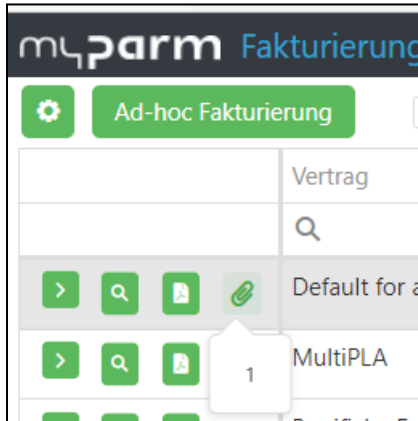 myparm Fakturierung
Ad-hoc Fakturierung
Vertrag
Default for
MultiPLA
1